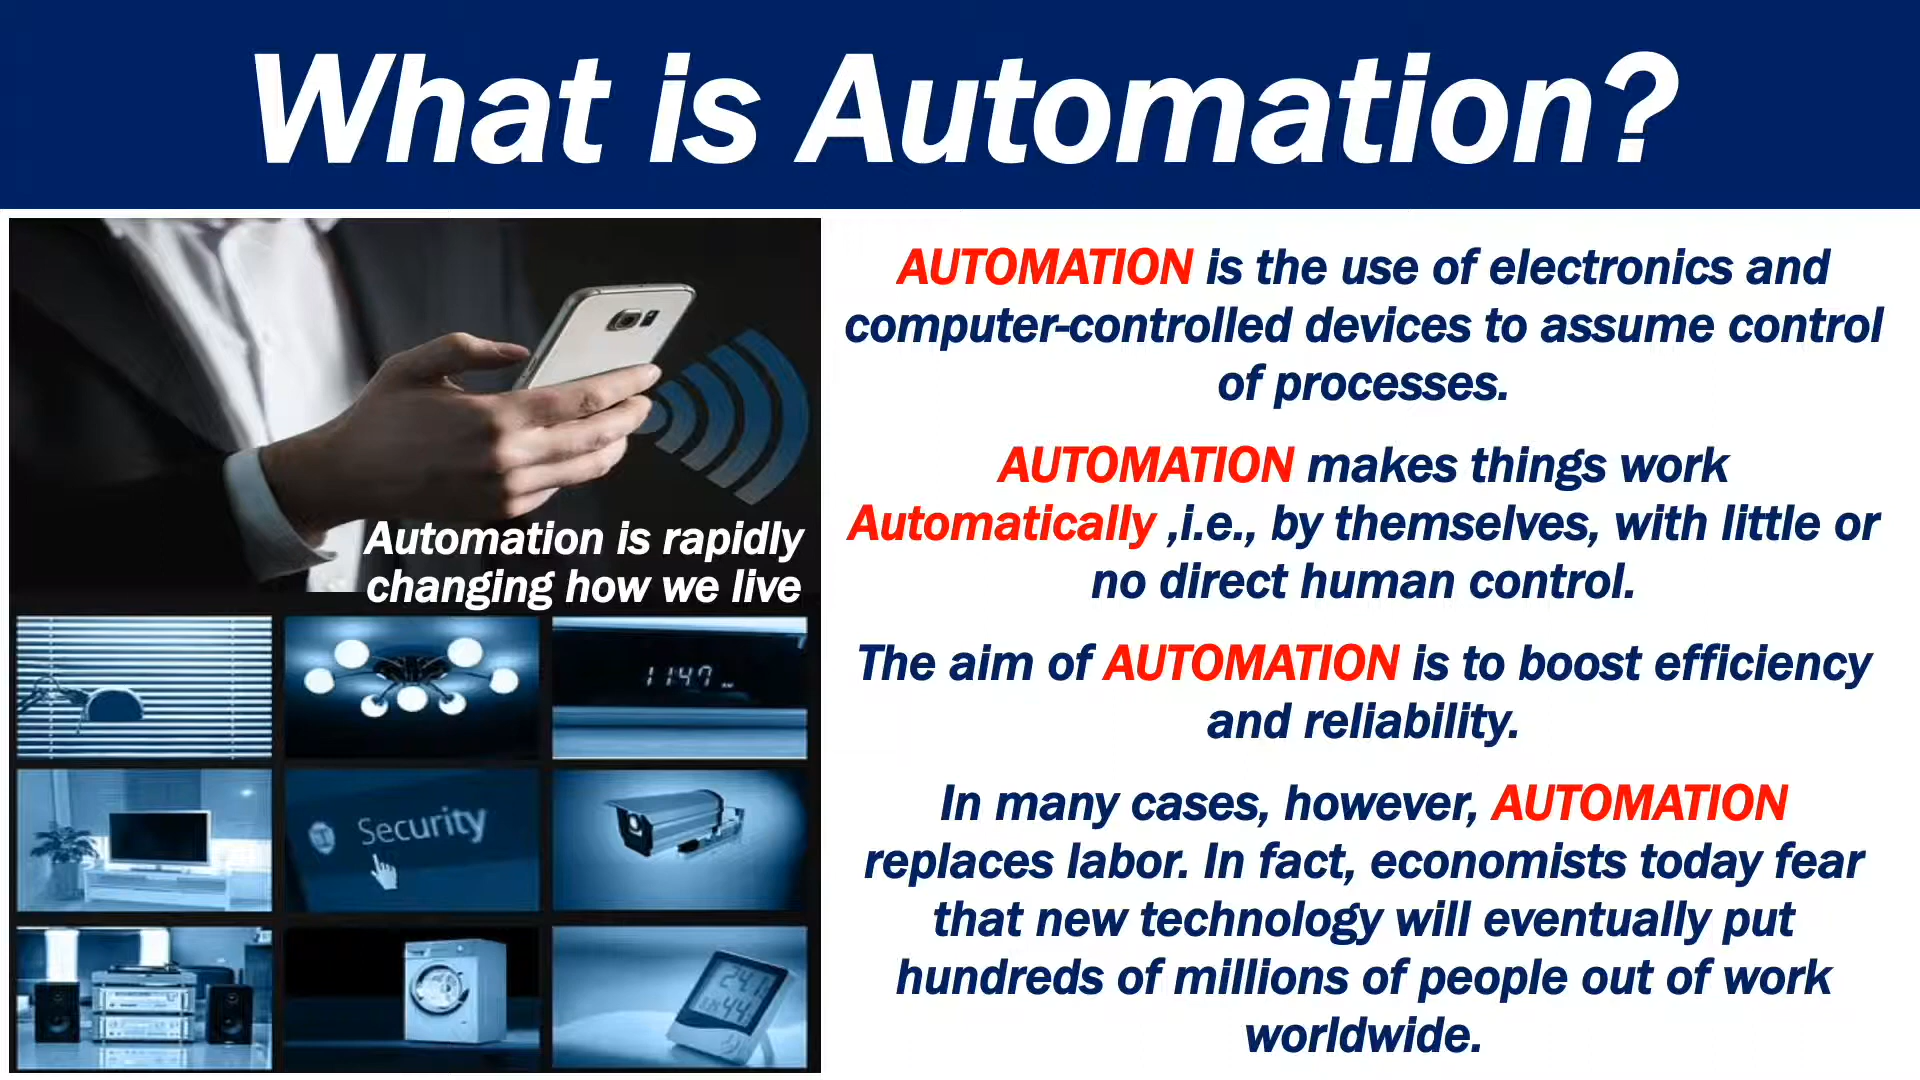 What is Automation?
AUTOMATION is the use of electronics and
computer-controlled devices to assume control
of processes.
AUTOMATION makes things work
Automatically ,i.e., by themselves, with little or
no direct human control.
The aim of AUTOMATION is to boost efficiency
and reliability.
In many cases, however, AUTOMATION
replaces labor. In fact, economists today fear
that new technology will eventually put
hundreds of millions of people out of work
worldwide.
Automation is rapidly
changing how we live
11:47
Security